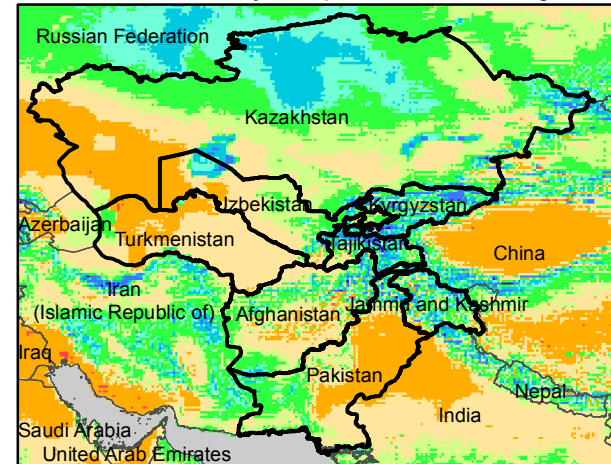 Russian Federation
Kazakhstan
Uzbekistan
Kyrgyzstan
Azerbaijan
Turkmenistan
Tajikistan
China
Iran
(Islamic Republic of)
Afghanistan
Jammu and Kashmir
Iraq
Pakistan
Nepal
India
Saudi Arabia
United Arab Emirates